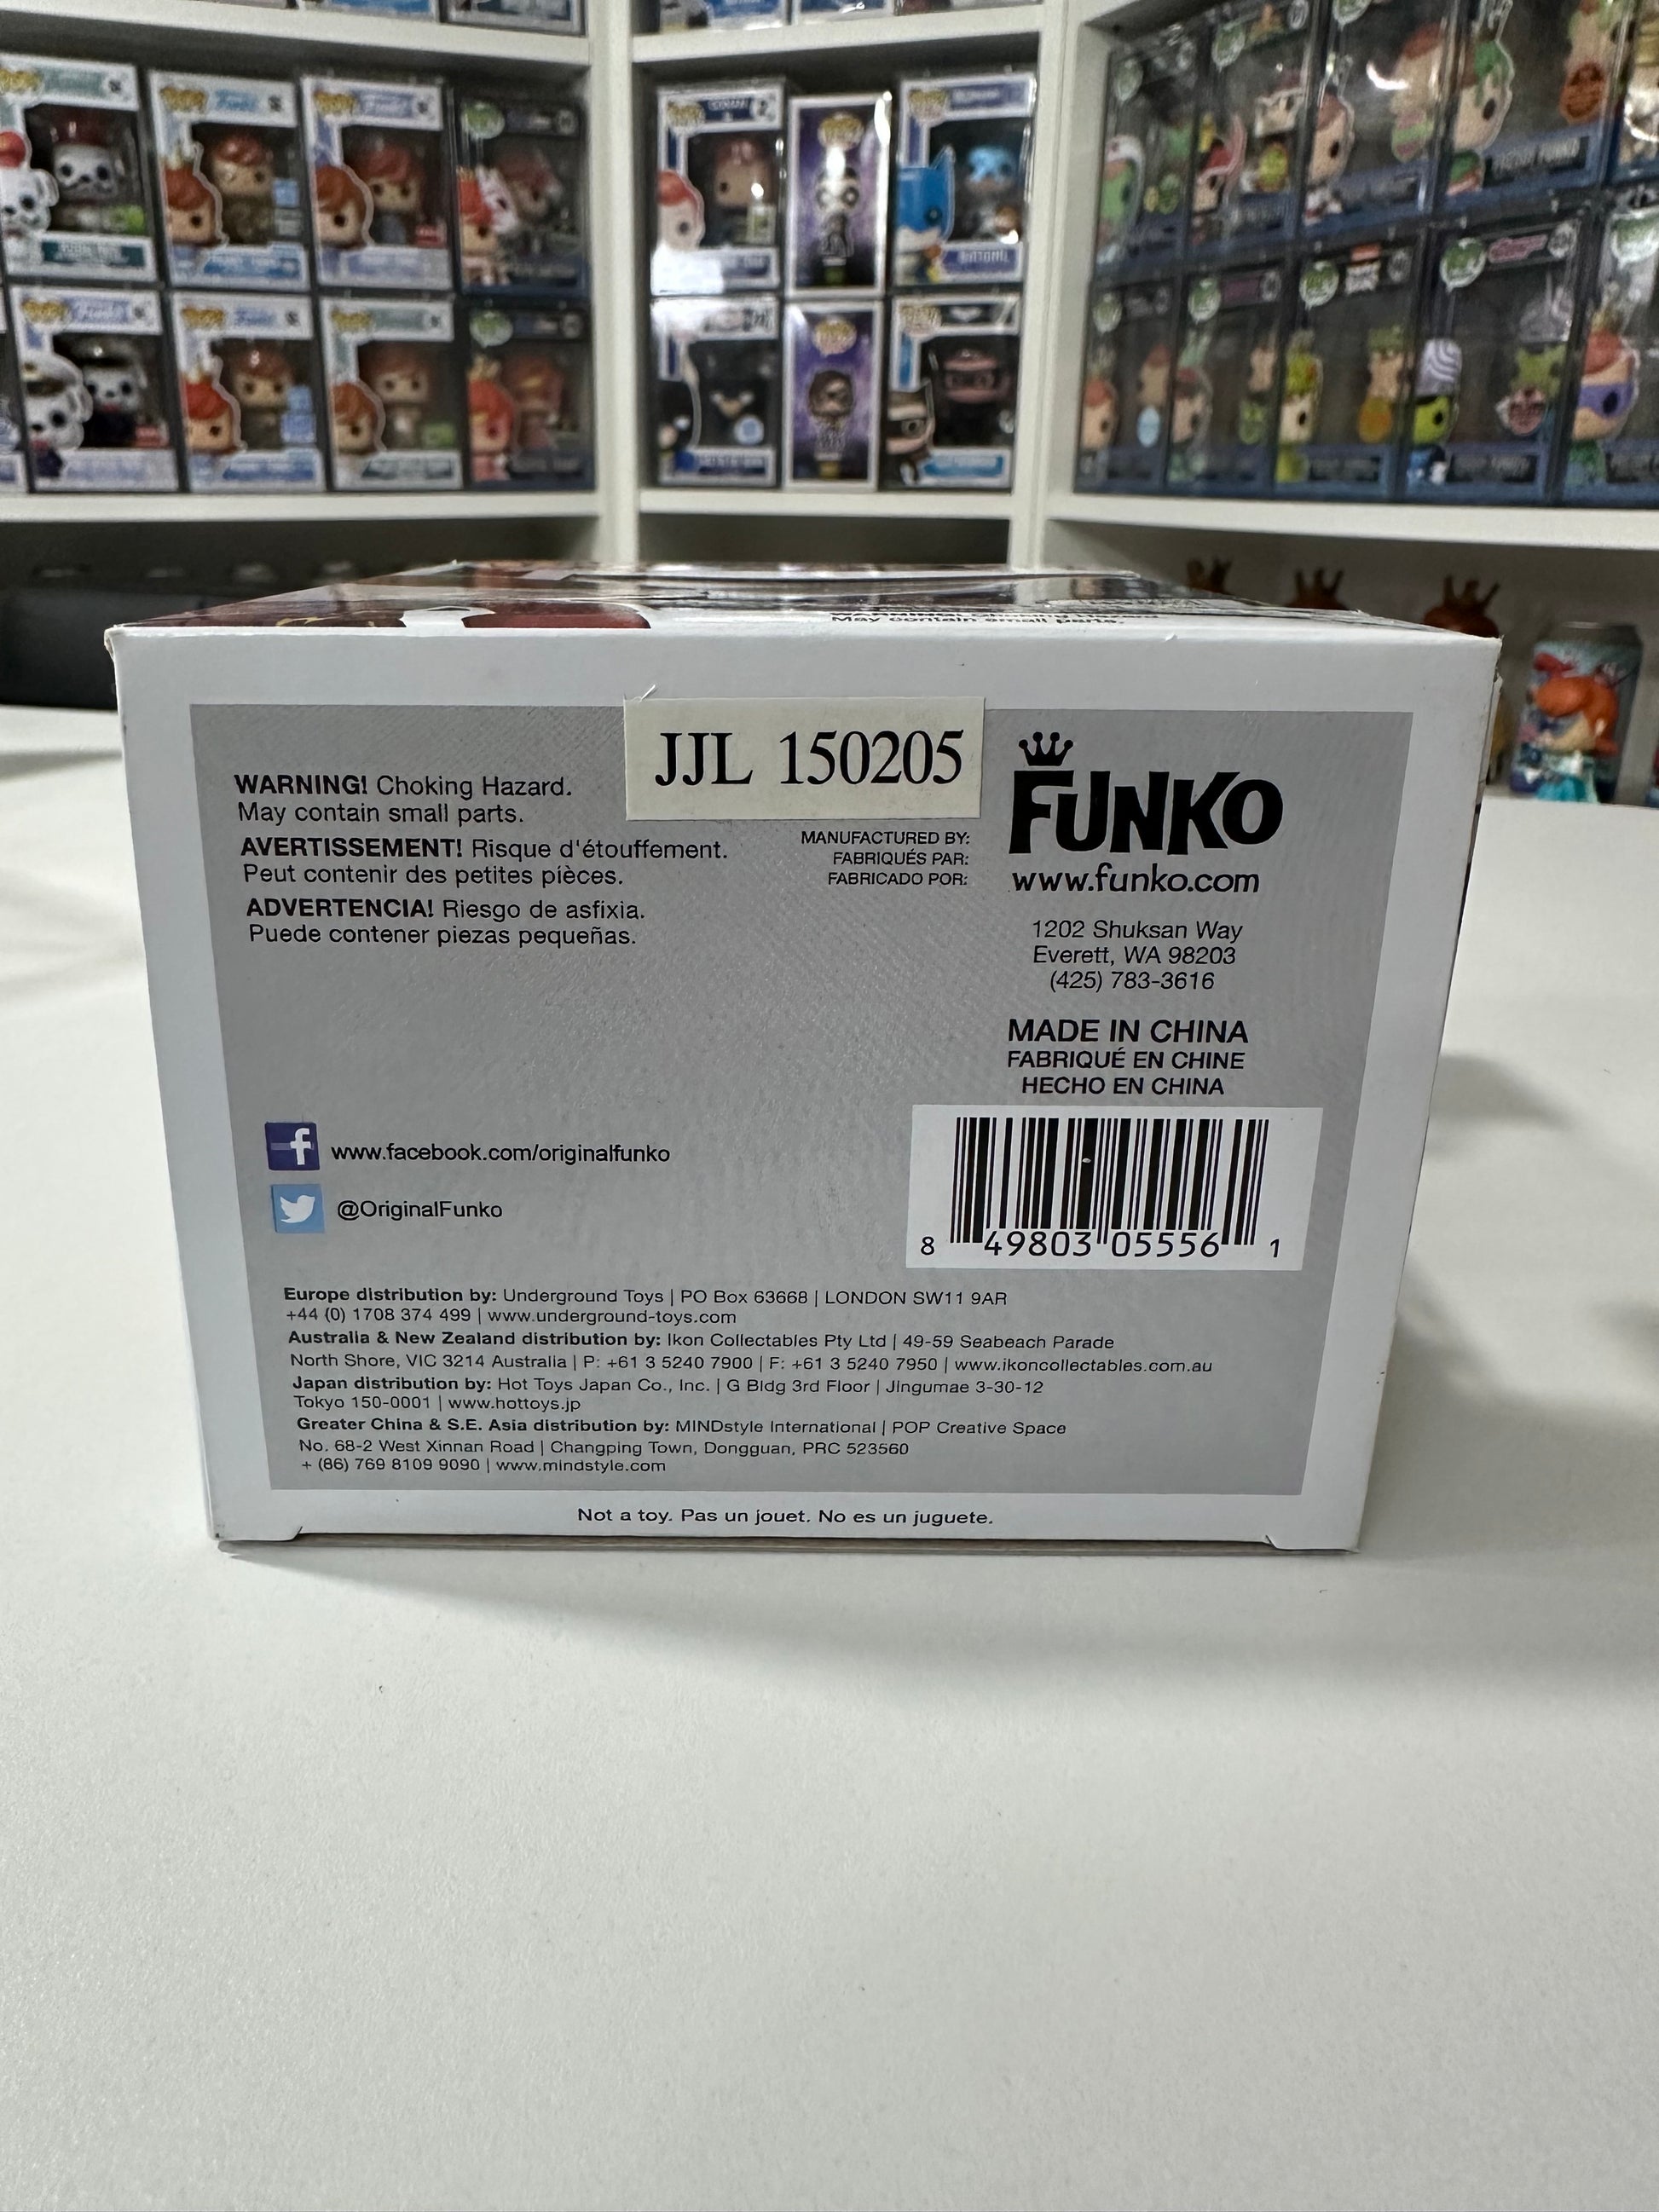 WARNING! Choking Hazard.
May contain small parts.
AVERTISSEMENT! Risque d'étouffement.
Peut contenir des petites pièces.
ADVERTENCIA! Riesgo de asfixia.
Puede contener piezas pequeñas.
JJL 150205
MANUFACTURED BY:
FABRIQUÉS PAR:
FABRICADO POR:
FUNKO
www.funko.com
1202 Shuksan Way
Everett, WA 98203
(425) 783-3616
MADE IN CHINA
FABRIQUÉ EN CHINE
HECHO EN CHINA
f www.facebook.com/originalfunko
@OriginalFunko
8 49803 05556 1
Europe distribution by: Underground Toys | PO Box 63668 | LONDON SW11 9AR
+44 (0) 1708 374 499 | www.underground-toys.com
Australia & New Zealand distribution by: Ikon Collectables Pty Ltd | 49-59 Seabeach Parade
North Shore, VIC 3214 Australia | P: +61 3 5240 7900 | F: +61 3 5240 7950 | www.ikoncollectables.com.au
Japan distribution by: Hot Toys Japan Co., Inc. | G Bldg 3rd Floor | Jingumae 3-30-12
Tokyo 150-0001 | www.hottoys.jp
Greater China & S.E. Asia distribution by: MINDstyle International | POP Creative Space
No. 68-2 West Xinnan Road | Changping Town, Dongguan, PRC 523560
+ (86) 769 8109 9090 | www.mindstyle.com
Not a toy. Pas un jouet. No es un juguete.